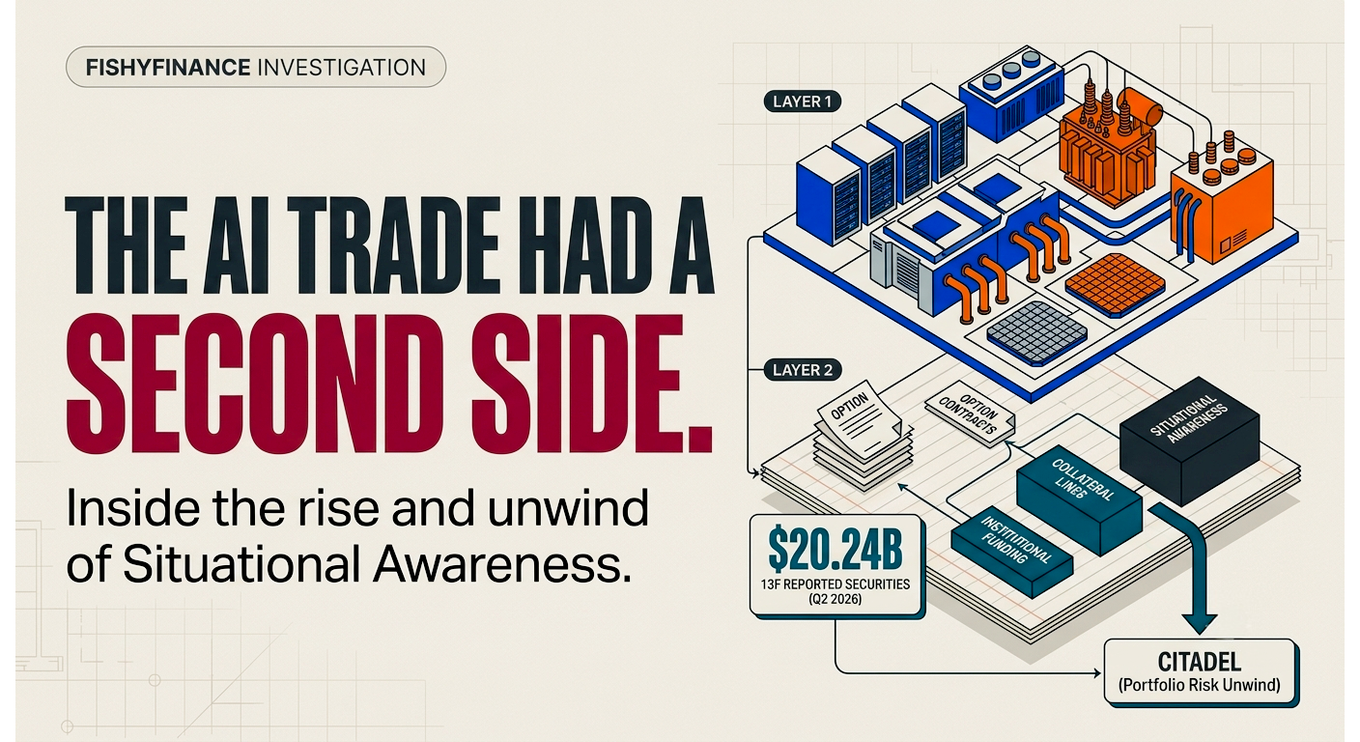 FISHYFINANCE INVESTIGATION
THE AI TRADE HAD A
SECOND SIDE.
Inside the rise and unwind
of Situational Awareness.
LAYER 1
LAYER 2
OPTION
OPTION
CONTRACTS
SITUATIONAL
AWARENESS
COLLATERAL
LINES
INSTITUTIONAL
FUNDING
$20.24B
13F REPORTED SECURITIES
(Q2 2026)
CITADEL
(Portfolio Risk Unwind)